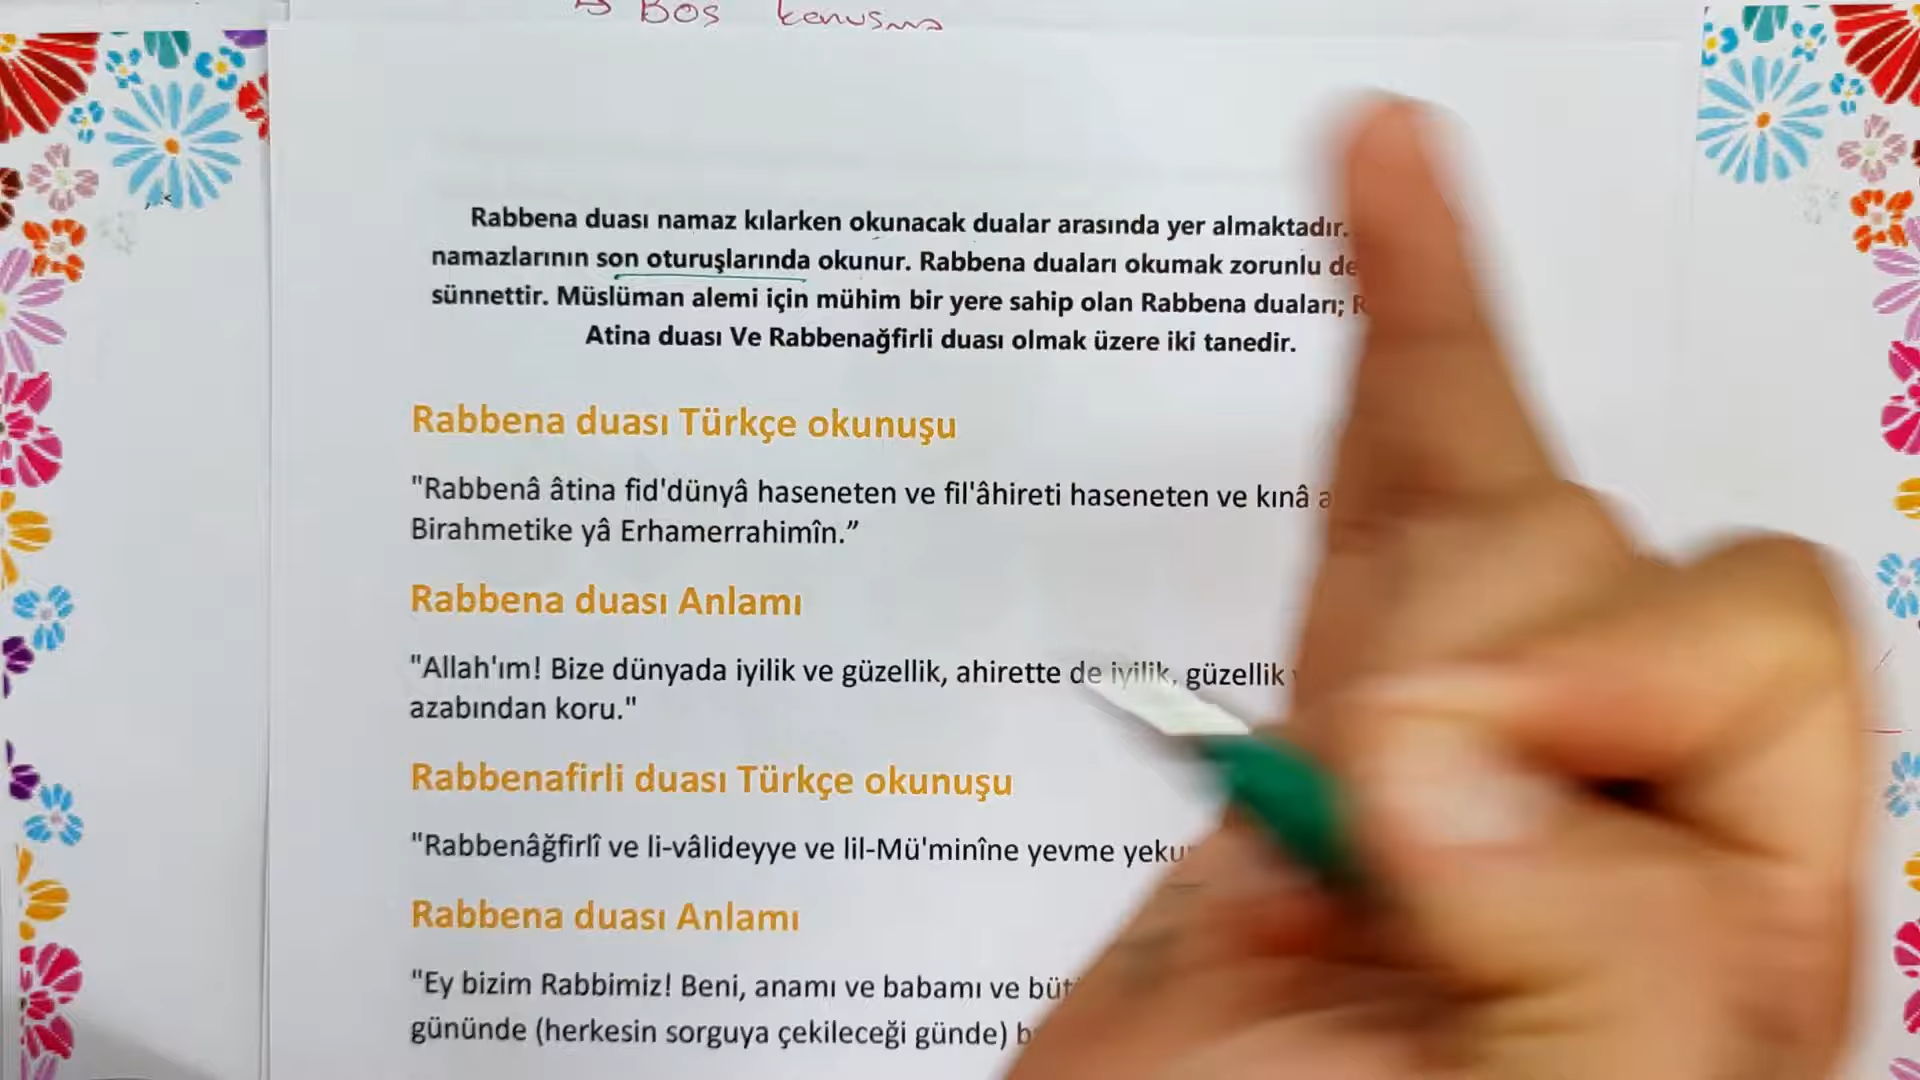 Boş konuşma
Rabbena duası namaz kılarken okunacak dualar arasında yer almaktadır.
namazlarının son oturuşlarında okunur. Rabbena duaları okumak zorunlu
sünnettir. Müslüman alemi için mühim bir yere sahip olan Rabbena duaları;
Atina duası Ve Rabbenağfirli duası olmak üzere iki tanedir.
Rabbena duası Türkçe okunuşu
"Rabbenâ âtina fid'dünyâ haseneten ve fil'âhireti haseneten ve kınâ
Birahmetike yâ Erhamerrahimîn.”
Rabbena duası Anlamı
"Allah'ım! Bize dünyada iyilik ve güzellik, ahirette de iyilik, güzellik
azabından koru."
Rabbenafirli duası Türkçe okunuşu
"Rabbenâğfirlî ve li-vâlideyye ve lil-Mü'minîne yevme
Rabbena duası Anlamı
"Ey bizim Rabbimiz! Beni, anamı ve babamı ve
gününde (herkesin sorguya çekileceği günde)